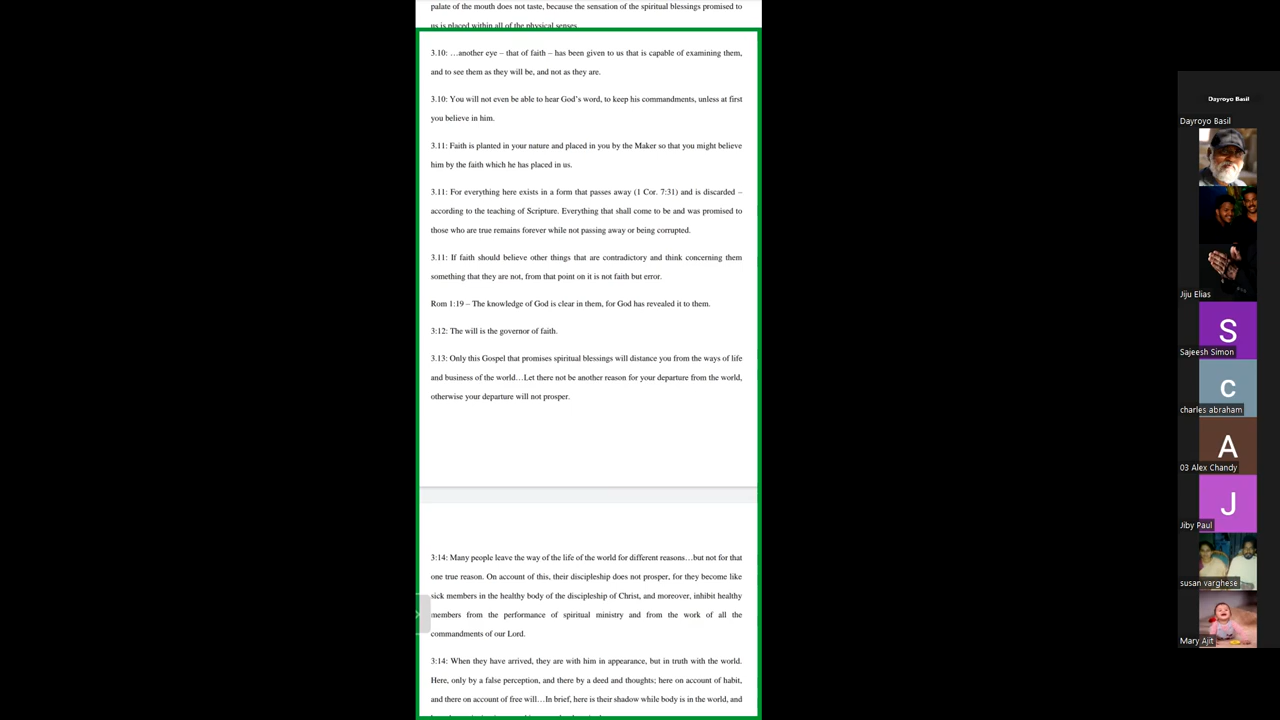 palate of the mouth does not taste, because the sensation of the spiritual blessings promised to
us is placed within all of the physical senses.
3.10: …another eye – that of faith – has been given to us that is capable of examining them,
and to see them as they will be, and not as they are.
3.10: You will not even be able to hear God's word, to keep his commandments, unless at first
you believe in him.
3.11: Faith is planted in your nature and placed in you by the Maker so that you might believe
him by the faith which he has placed in us.
3.11: For everything here exists in a form that passes away (1 Cor. 7:31) and is discarded –
according to the teaching of Scripture. Everything that shall come to be and was promised to
those who are true remains forever while not passing away or being corrupted.
3.11: If faith should believe other things that are contradictory and think concerning them
something that they are not, from that point on it is not faith but error.
Rom 1:19 – The knowledge of God is clear in them, for God has revealed it to them.
3:12: The will is the governor of faith.
3.13: Only this Gospel that promises spiritual blessings will distance you from the ways of life
and business of the world…Let there not be another reason for your departure from the world,
otherwise your departure will not prosper.
3:14: Many people leave the way of the life of the world for different reasons…but not for that
one true reason. On account of this, their discipleship does not prosper, for they become like
sick members in the healthy body of the discipleship of Christ, and moreover, inhibit healthy
members from the performance of spiritual ministry and from the work of all the
commandments of our Lord.
3:14: When they have arrived, they are with him in appearance, but in truth with the world.
Here, only by a false perception, and there by a deed and thoughts; here on account of habit,
and there on account of free will…In brief, here is their shadow while body is in the world, and
Dayroyo Basil
Dayroyo Basil
Jiju Elias
S
Sajeesh Simon
c
charles abraham
A
03 Alex Chandy
J
Jiby Paul
susan varghese
Mary Ajit